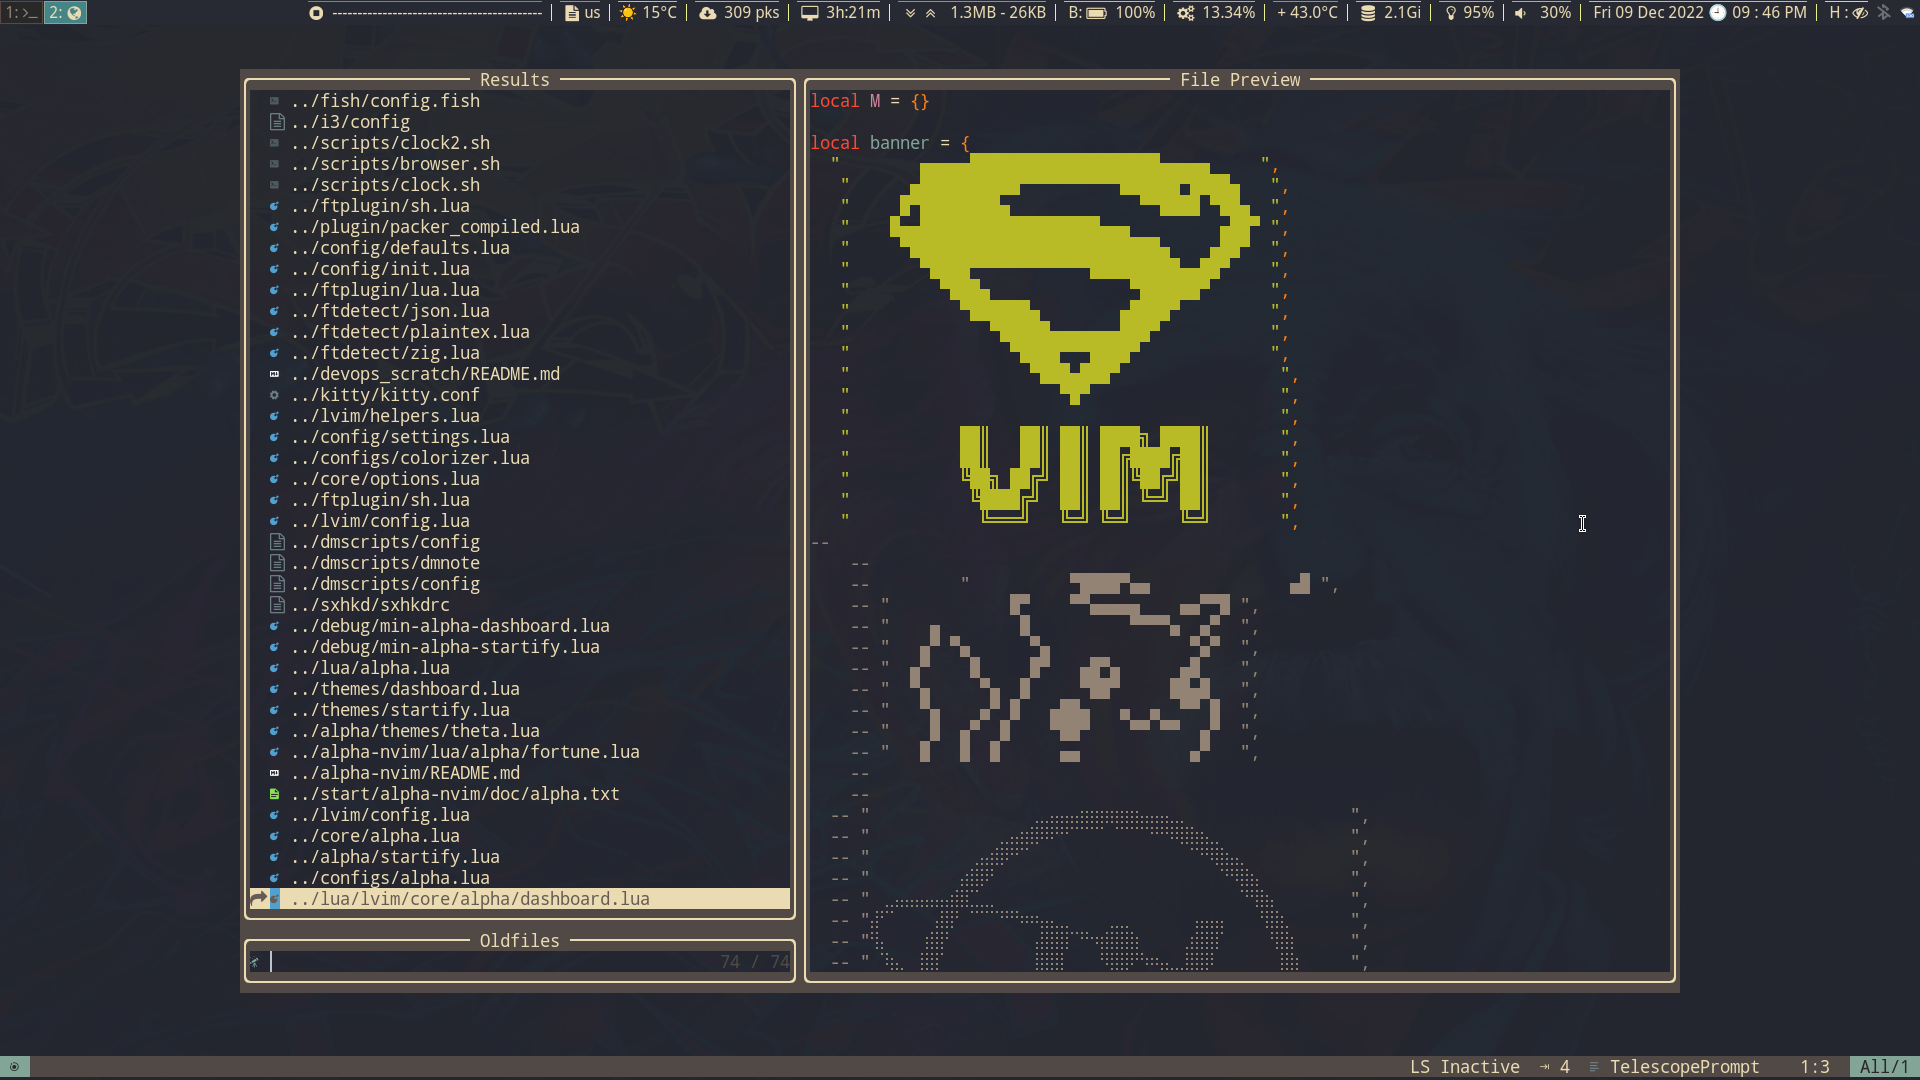 1: 2: us 15°C 309 pks 3h:21m 1.3MB - 26KB B: 100% 13.34% + 43.0°C 2.1Gi 95% 30% Fri 09 Dec 2022 09 : 46 PM H :
Results
../fish/config.fish
../i3/config
../scripts/clock2.sh
../scripts/browser.sh
../scripts/clock.sh
../ftplugin/sh.lua
../plugin/packer_compiled.lua
../config/defaults.lua
../config/init.lua
../ftplugin/lua.lua
../ftdetect/json.lua
../ftdetect/plaintex.lua
../ftdetect/zig.lua
../devops_scratch/README.md
../kitty/kitty.conf
../lvim/helpers.lua
../config/settings.lua
../configs/colorizer.lua
../core/options.lua
../ftplugin/sh.lua
../lvim/config.lua
../dmscripts/config
../dmscripts/dmnote
../dmscripts/config
../sxhkd/sxhkdrc
../debug/min-alpha-dashboard.lua
../debug/min-alpha-startify.lua
../lua/alpha.lua
../themes/dashboard.lua
../themes/startify.lua
../alpha/themes/theta.lua
../alpha-nvim/lua/alpha/fortune.lua
../alpha-nvim/README.md
../start/alpha-nvim/doc/alpha.txt
../lvim/config.lua
../core/alpha.lua
../alpha/startify.lua
../configs/alpha.lua
../lua/lvim/core/alpha/dashboard.lua
Oldfiles
74 / 74
File Preview
local M = {}
local banner = {
VIM
LS Inactive 4 TelescopePrompt 1:3 All/1